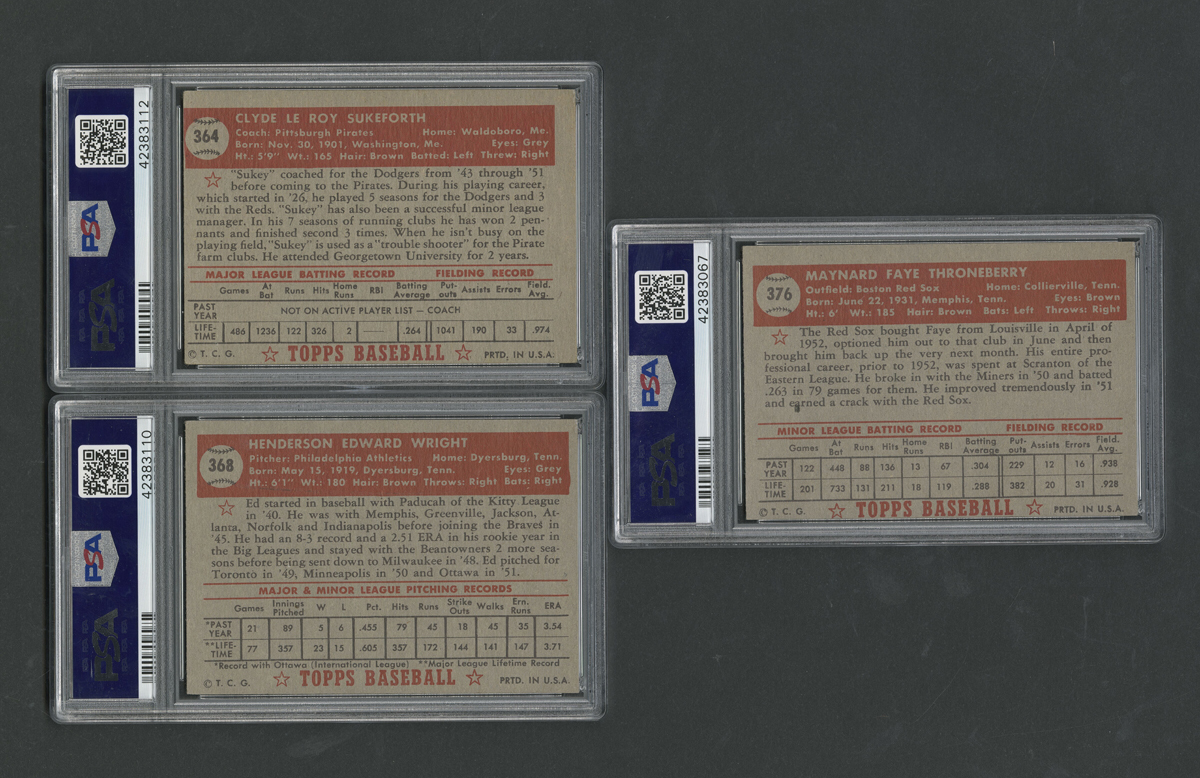 42383112
PSA
PSA
364
CLYDE LE ROY SUKEFORTH
Coach: Pittsburgh Pirates Home: Waldoboro, Me.
Born: Nov. 30, 1901, Washington, Me. Eyes: Grey
Ht.: 5'9" Wt.: 165 Hair: Brown Batted: Left Threw: Right
"Sukey" coached for the Dodgers from '43 through '51
before coming to the Pirates. During his playing career,
which started in '26, he played 5 seasons for the Dodgers and 3
with the Reds. "Sukey" has also been a successful minor league
manager. In his 7 seasons of running clubs he has won 2 pen-
nants and finished second 3 times. When he isn't busy on the
playing field, "Sukey" is used as a "trouble shooter" for the Pirate
farm clubs. He attended Georgetown University for 2 years.
MAJOR LEAGUE BATTING RECORD FIELDING RECORD
Games At Bat Runs Hits Home Runs RBI Batting Average Put-outs Assists Errors Field. Avg.
PAST YEAR NOT ON ACTIVE PLAYER LIST — COACH
LIFE-TIME 486 1236 122 326 2 —— .264 1041 190 33 .974
© T. C. G. ☆ TOPPS BASEBALL ☆ PRTD. IN U.S.A.
42383110
PSA
PSA
368
HENDERSON EDWARD WRIGHT
Pitcher: Philadelphia Athletics Home: Dyersburg, Tenn.
Born: May 15, 1919, Dyersburg, Tenn. Eyes: Grey
Ht.: 6'1" Wt.: 180 Hair: Brown Throws: Right Bats: Right
Ed started in baseball with Paducah of the Kitty League
in '40. He was with Memphis, Greenville, Jackson, At-
lanta, Norfolk and Indianapolis before joining the Braves in
'45. He had an 8-3 record and a 2.51 ERA in his rookie year in
the Big Leagues and stayed with the Beantowners 2 more sea-
sons before being sent down to Milwaukee in '48. Ed pitched for
Toronto in '49, Minneapolis in '50 and Ottawa in '51.
MAJOR & MINOR LEAGUE PITCHING RECORDS
Games Innings Pitched W L Pct. Hits Runs Strike Outs Walks Ern. Runs ERA
*PAST YEAR 21 89 5 6 .455 79 45 18 45 35 3.54
**LIFE-TIME 77 357 23 15 .605 357 172 144 141 147 3.71
*Record with Ottawa (International League) **Major League Lifetime Record
© T. C. G. ☆ TOPPS BASEBALL ☆ PRTD. IN U.S.A.
42383067
PSA
PSA
376
MAYNARD FAYE THRONEBERRY
Outfield: Boston Red Sox Home: Collierville, Tenn.
Born: June 22, 1931, Memphis, Tenn. Eyes: Brown
Ht.: 6' Wt.: 185 Hair: Brown Bats: Left Throws: Right
The Red Sox bought Faye from Louisville in April of
1952, optioned him out to that club in June and then
brought him back up the very next month. His entire pro-
fessional career, prior to 1952, was spent at Scranton of the
Eastern League. He broke in with the Miners in '50 and batted
.263 in 79 games for them. He improved tremendously in '51
and earned a crack with the Red Sox.
MINOR LEAGUE BATTING RECORD FIELDING RECORD
Games At Bat Runs Hits Home Runs RBI Batting Average Put-outs Assists Errors Field. Avg.
PAST YEAR 122 448 88 136 13 67 .304 229 12 16 .938
LIFE-TIME 201 733 131 211 18 119 .288 382 20 31 .928
© T. C. G. ☆ TOPPS BASEBALL ☆ PRTD. IN U.S.A.